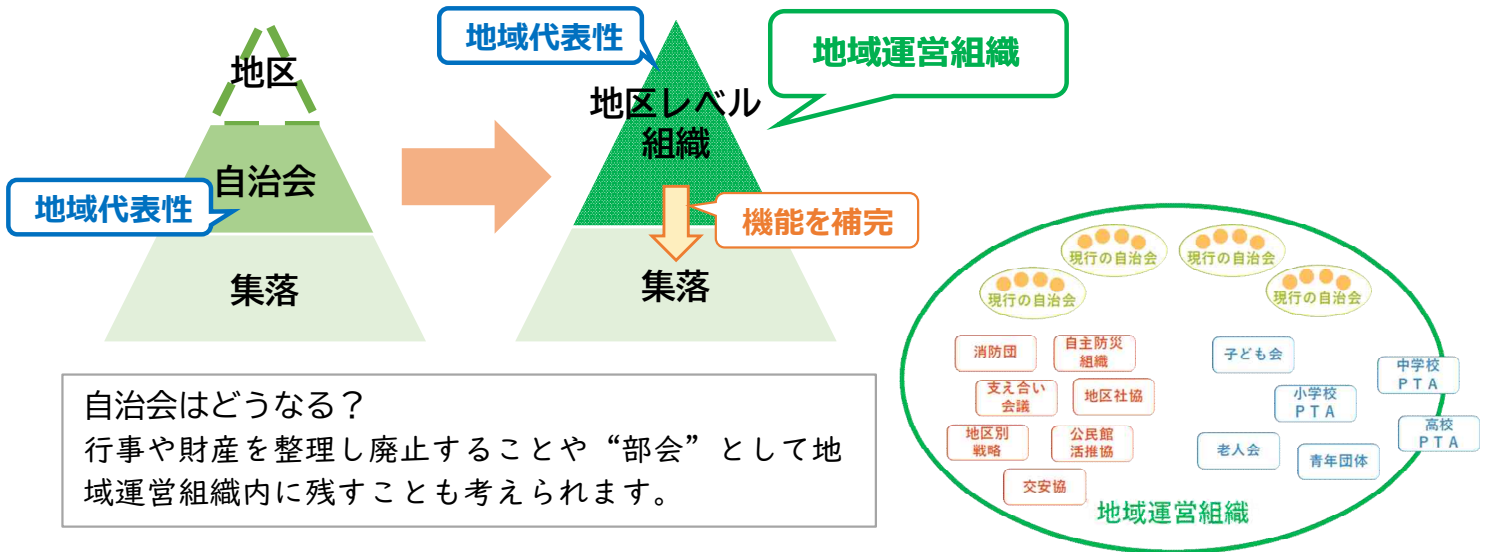 地区
自治会
地域代表性
集落
地域代表性
地区レベル
組織
地域運営組織
機能を補完
集落
自治会はどうなる？
行事や財産を整理し廃止することや“部会”として地
域運営組織内に残すことも考えられます。
現行の自治会
現行の自治会
現行の自治会
現行の自治会
消防団
自主防災
組織
支え合い
会議
地区社協
地区別
戦略
公民館
活推協
交安協
子ども会
小学校
ＰＴＡ
中学校
ＰＴＡ
高校
ＰＴＡ
老人会
青年団体
地域運営組織